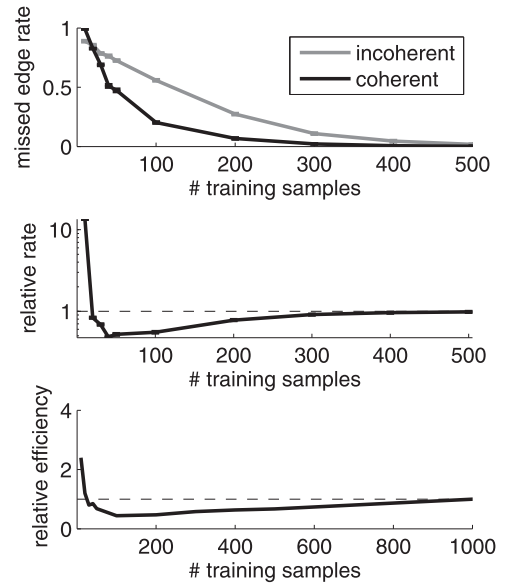 missed edge rate
1
0.5
0
incoherent
coherent
100 200 300 400 500
# training samples
relative rate
10
1
100 200 300 400 500
# training samples
relative efficiency
4
2
0
200 400 600 800 1000
# training samples